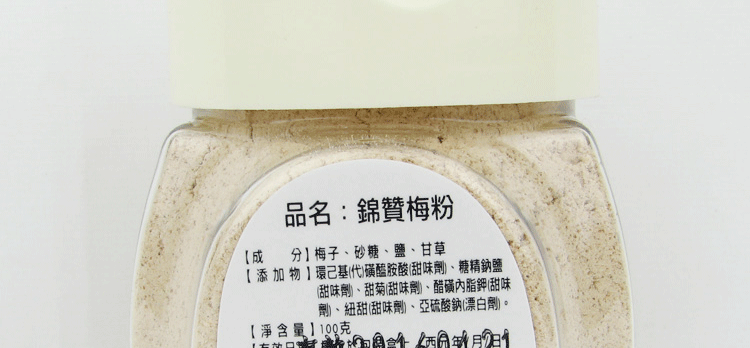 品名：錦贊梅粉
【成 分】梅子、砂糖、鹽、甘草
【添加物】環己基(代)磺醯胺酸(甜味劑)、糖精鈉鹽
(甜味劑)、甜菊(甜味劑)、醋磺內脂鉀(甜味
劑)、紐甜(甜味劑)、亞硫酸鈉(漂白劑)。
【淨含量】100克
20160421